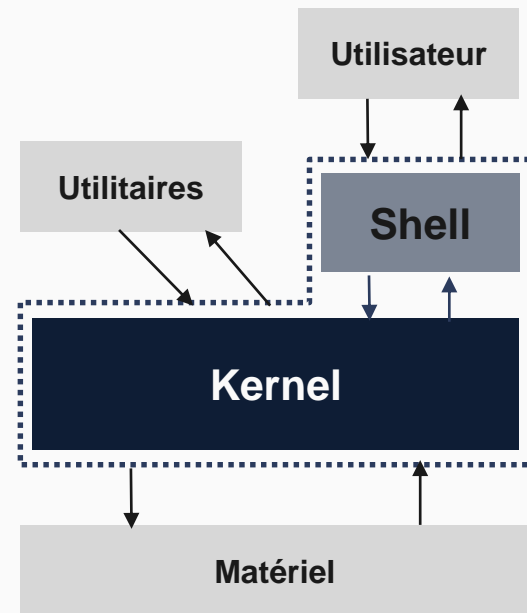 Utilisateur
Utilitaires
Shell
Kernel
Matériel